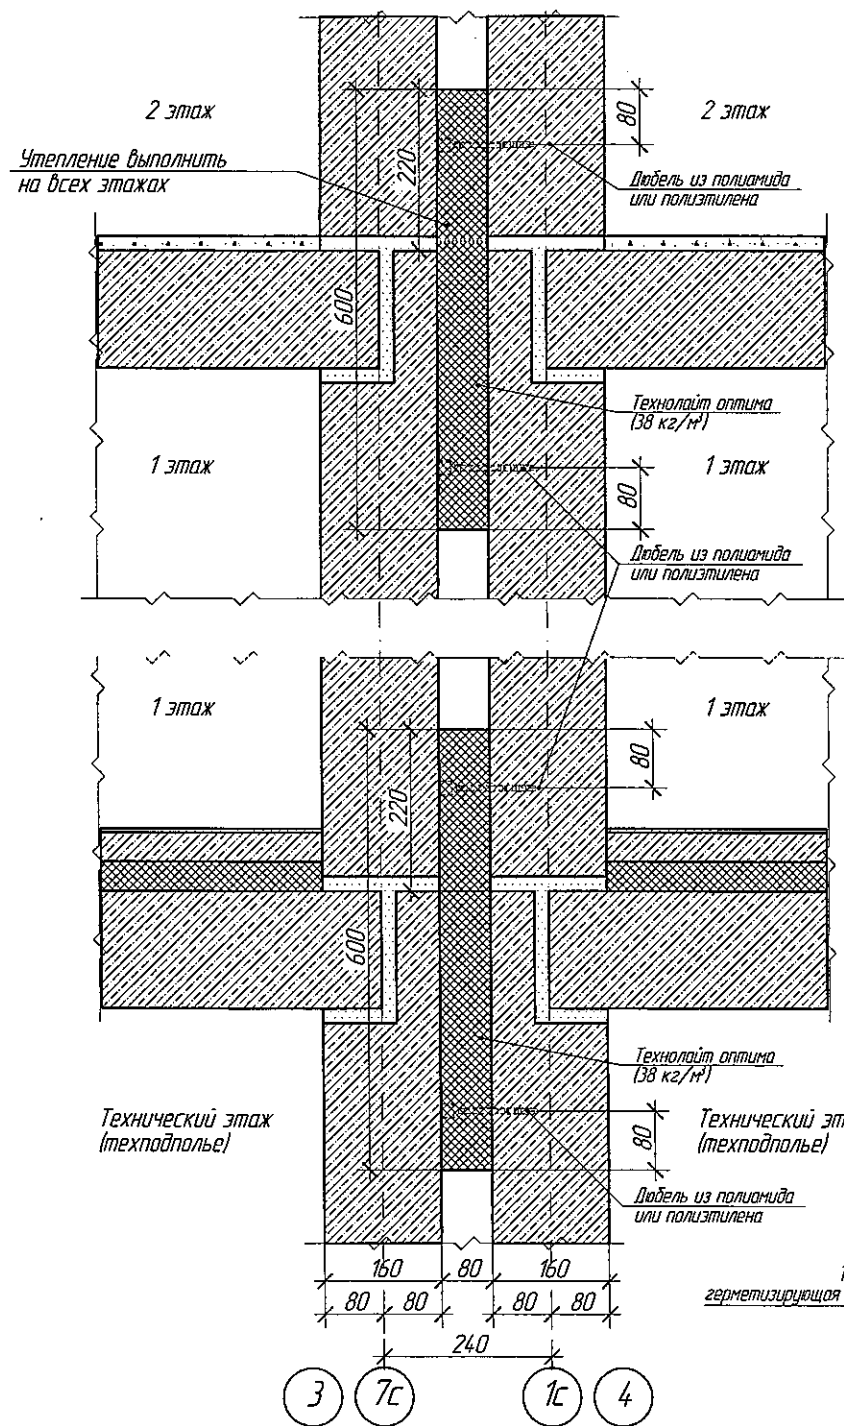 2 этаж
2 этаж
80
220
Утепление выполнить
на всех этажах
Дюбель из полиамида
или полиэтилена
600
Технолайт оптима
(38 кг/м³)
1 этаж
1 этаж
80
Дюбель из полиамида
или полиэтилена
1 этаж
1 этаж
80
220
600
Технолайт оптима
(38 кг/м³)
Технический этаж
(техподполье)
Технический эт
(техподполье)
80
Дюбель из полиамида
или полиэтилена
160
80
160
1
герметизирующая
80
80
80
80
240
3
7с
1с
4